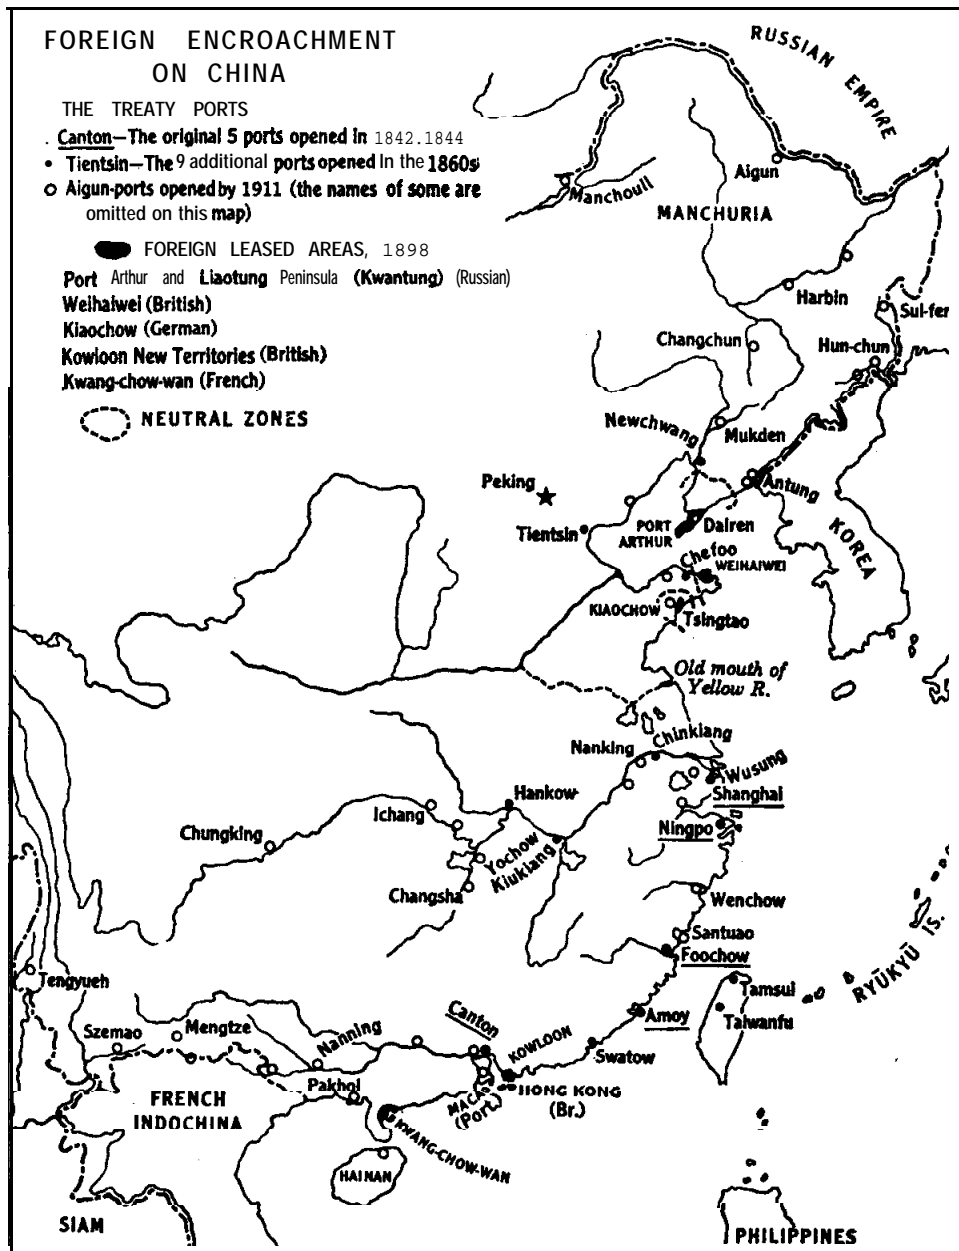 FOREIGN ENCROACHMENT
ON CHINA
THE TREATY PORTS
. Canton—The original 5 ports opened in 1842.1844
• Tientsin—The 9 additional ports opened In the 1860s
o Aigun-ports opened by 1911 (the names of some are
omitted on this map)
FOREIGN LEASED AREAS, 1898
Port Arthur and Liaotung Peninsula (Kwantung) (Russian)
Weihaiwei (British)
Kiaochow (German)
Kowloon New Territories (British)
Kwang-chow-wan (French)
NEUTRAL ZONES
RUSSIAN EMPIRE
Aigun
Manchouli
MANCHURIA
Harbin
Sui-fen
Changchun
Hun-chun
Newchwang
Mukden
Peking
Antung
Tientsin
PORT
ARTHUR
Dairen
KOREA
Chefoo
WEIHAIWEI
KIAOCHOW
Tsingtao
Old mouth of
Yellow R.
Nanking
Chinkiang
Wusung
Shanghai
Hankow
Ichang
Chungking
Ningpo
Yochow
Kiukiang
Changsha
Wenchow
Santuao
Foochow
RYŪKYŪ IS.
Tengyueh
Tamsui
Taiwanfu
Amoy
Canton
KOWLOON
Swatow
Szemao
Mengtze
Nanning
Pakhoi
MACA
(Port.)
HONG KONG
(Br.)
FRENCH
INDOCHINA
KWANG-CHOW-WAN
HAINAN
SIAM
PHILIPPINES